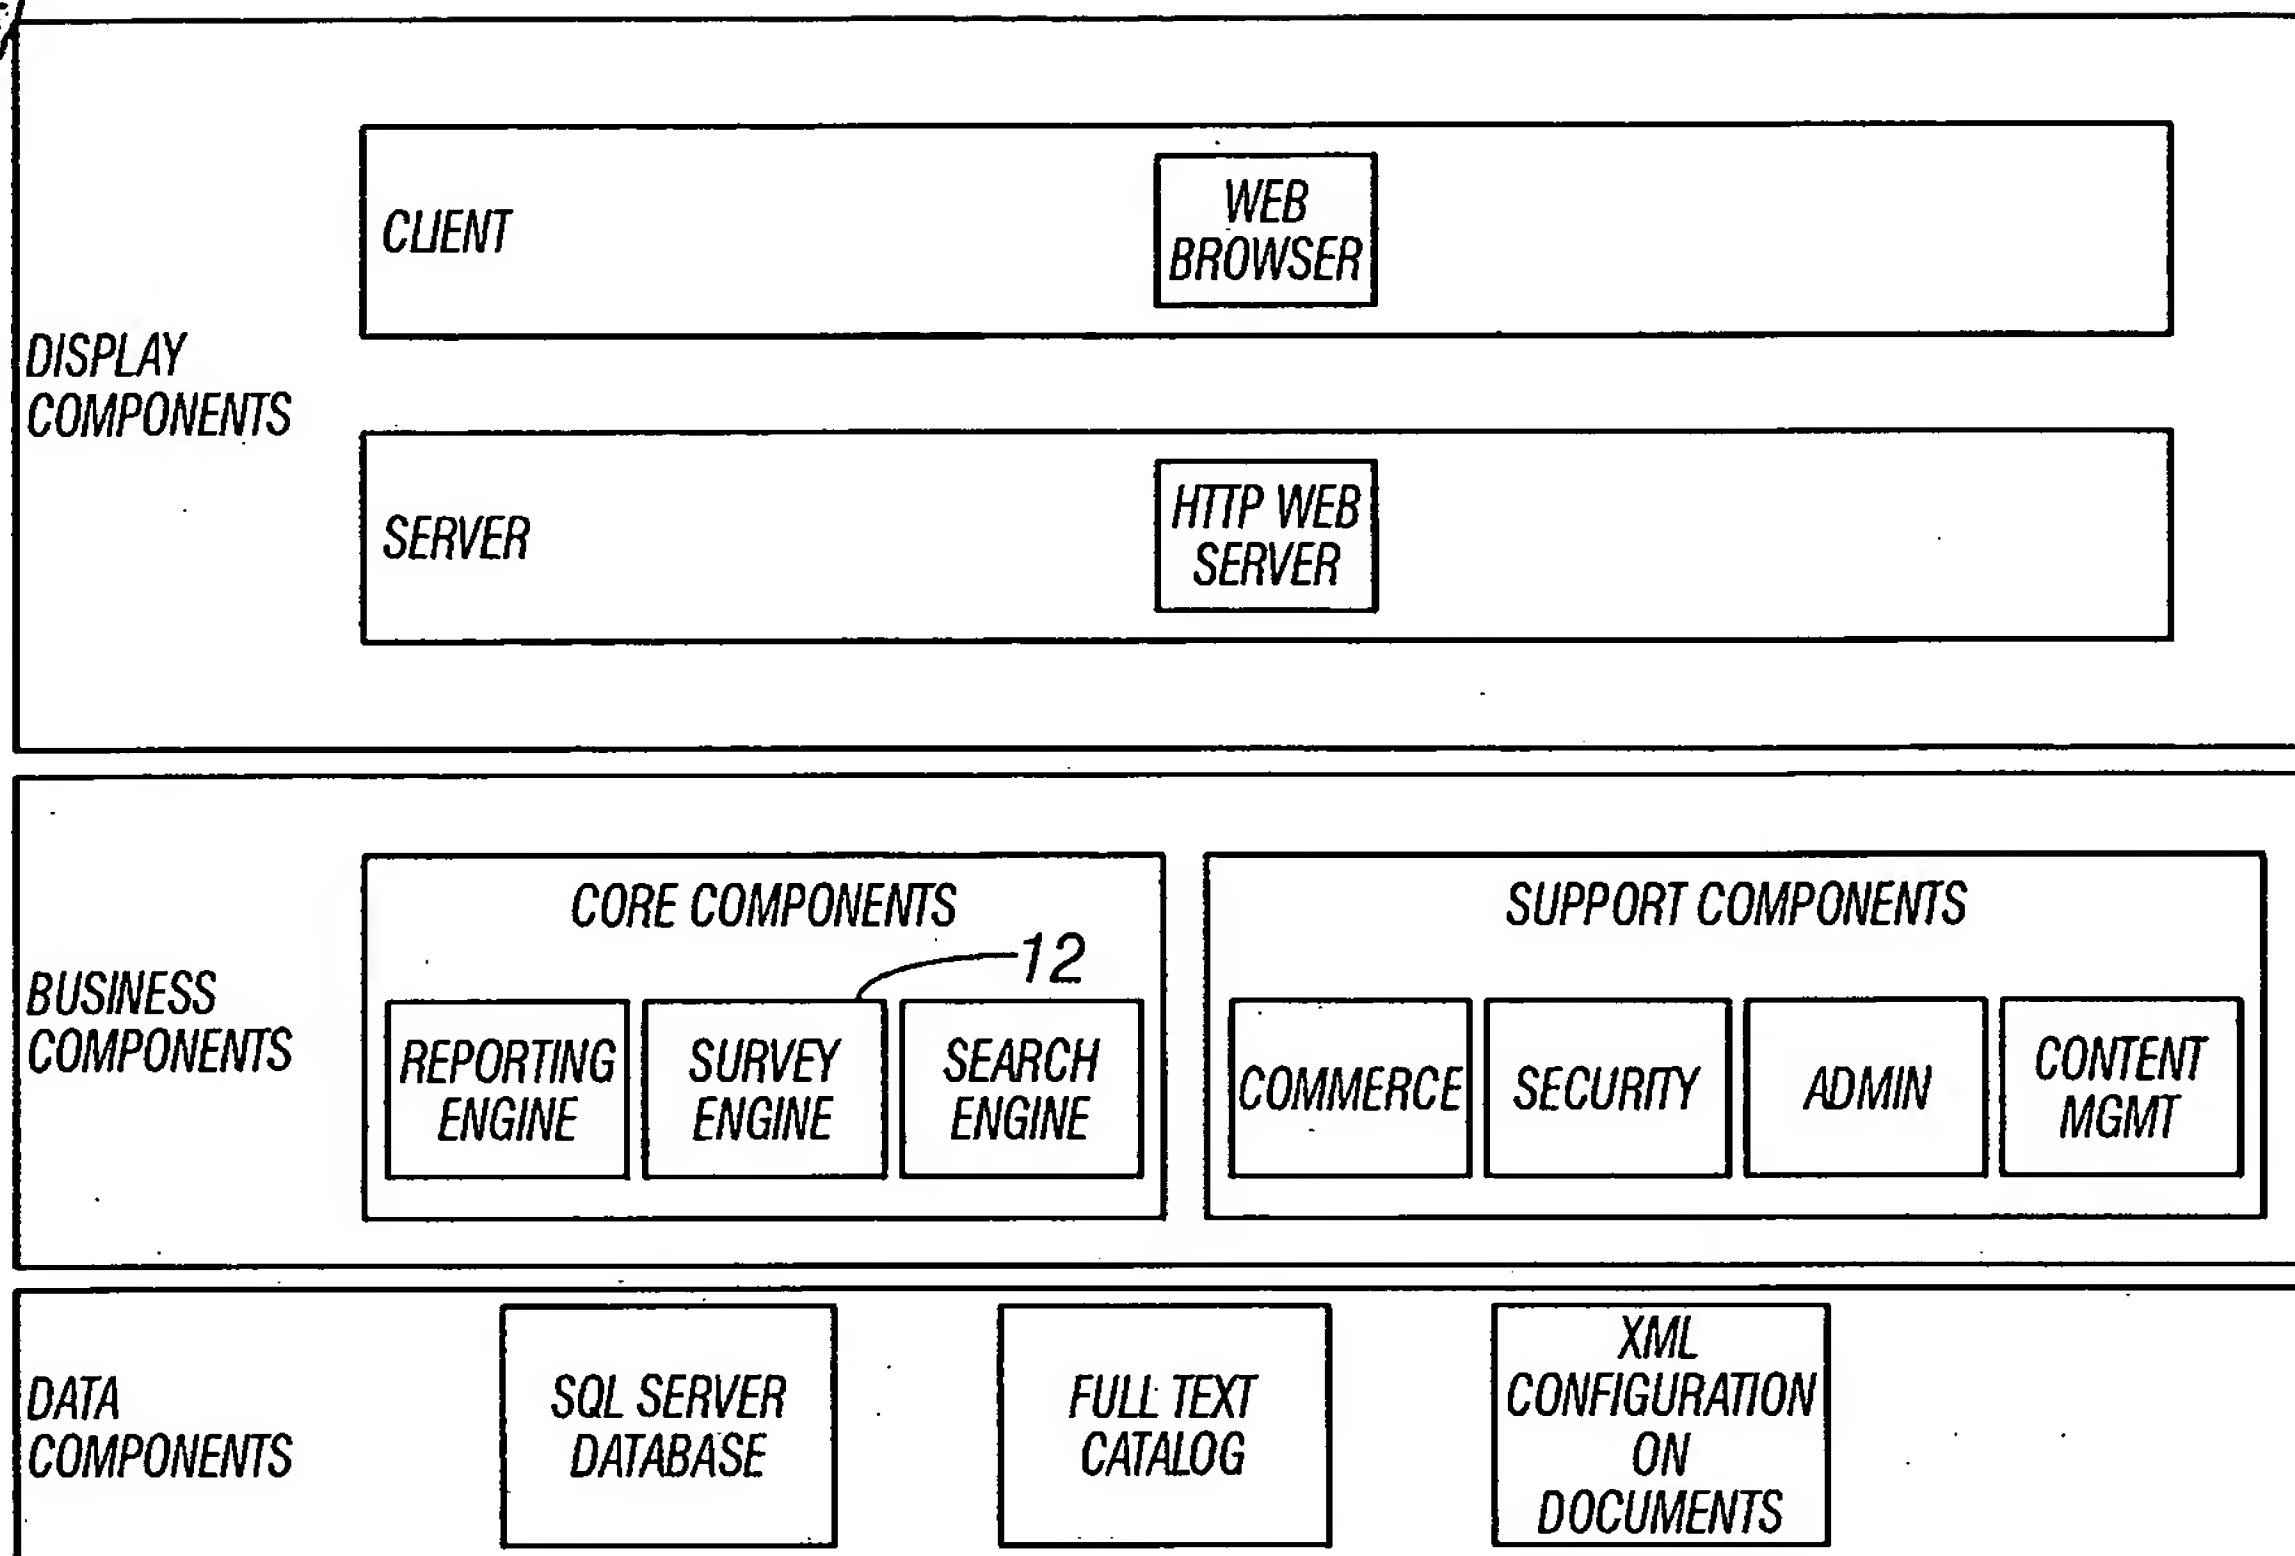 CLIENT
WEB
BROWSER
DISPLAY
COMPONENTS
SERVER
HTTP WEB
SERVER
CORE COMPONENTS
12
SUPPORT COMPONENTS
BUSINESS
COMPONENTS
REPORTING
ENGINE
SURVEY
ENGINE
SEARCH
ENGINE
COMMERCE
SECURITY
ADMIN
CONTENT
MGMT
DATA
COMPONENTS
SQL SERVER
DATABASE
FULL TEXT
CATALOG
XML
CONFIGURATION
ON
DOCUMENTS